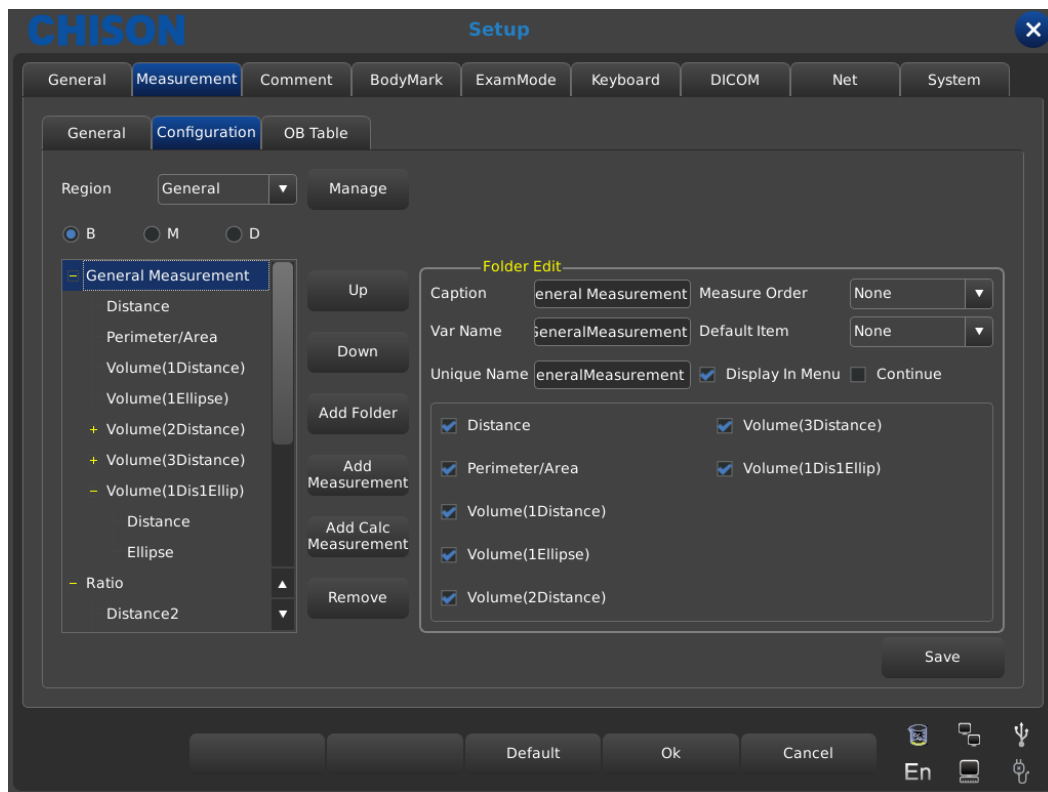 CHISON
Setup
General Measurement Comment BodyMark ExamMode Keyboard DICOM Net System
General Configuration OB Table
Region General Manage
B M D
General Measurement
Distance
Perimeter/Area
Volume(1Distance)
Volume(1Ellipse)
+ Volume(2Distance)
+ Volume(3Distance)
− Volume(1Dis1Ellip)
Distance
Ellipse
− Ratio
Distance2
Up
Down
Add Folder
Add
Measurement
Add Calc
Measurement
Remove
Folder Edit
Caption eneral Measurement Measure Order None
Var Name GeneralMeasurement Default Item None
Unique Name eneralMeasurement Display In Menu Continue
Distance Volume(3Distance)
Perimeter/Area Volume(1Dis1Ellip)
Volume(1Distance)
Volume(1Ellipse)
Volume(2Distance)
Save
Default Ok Cancel
En